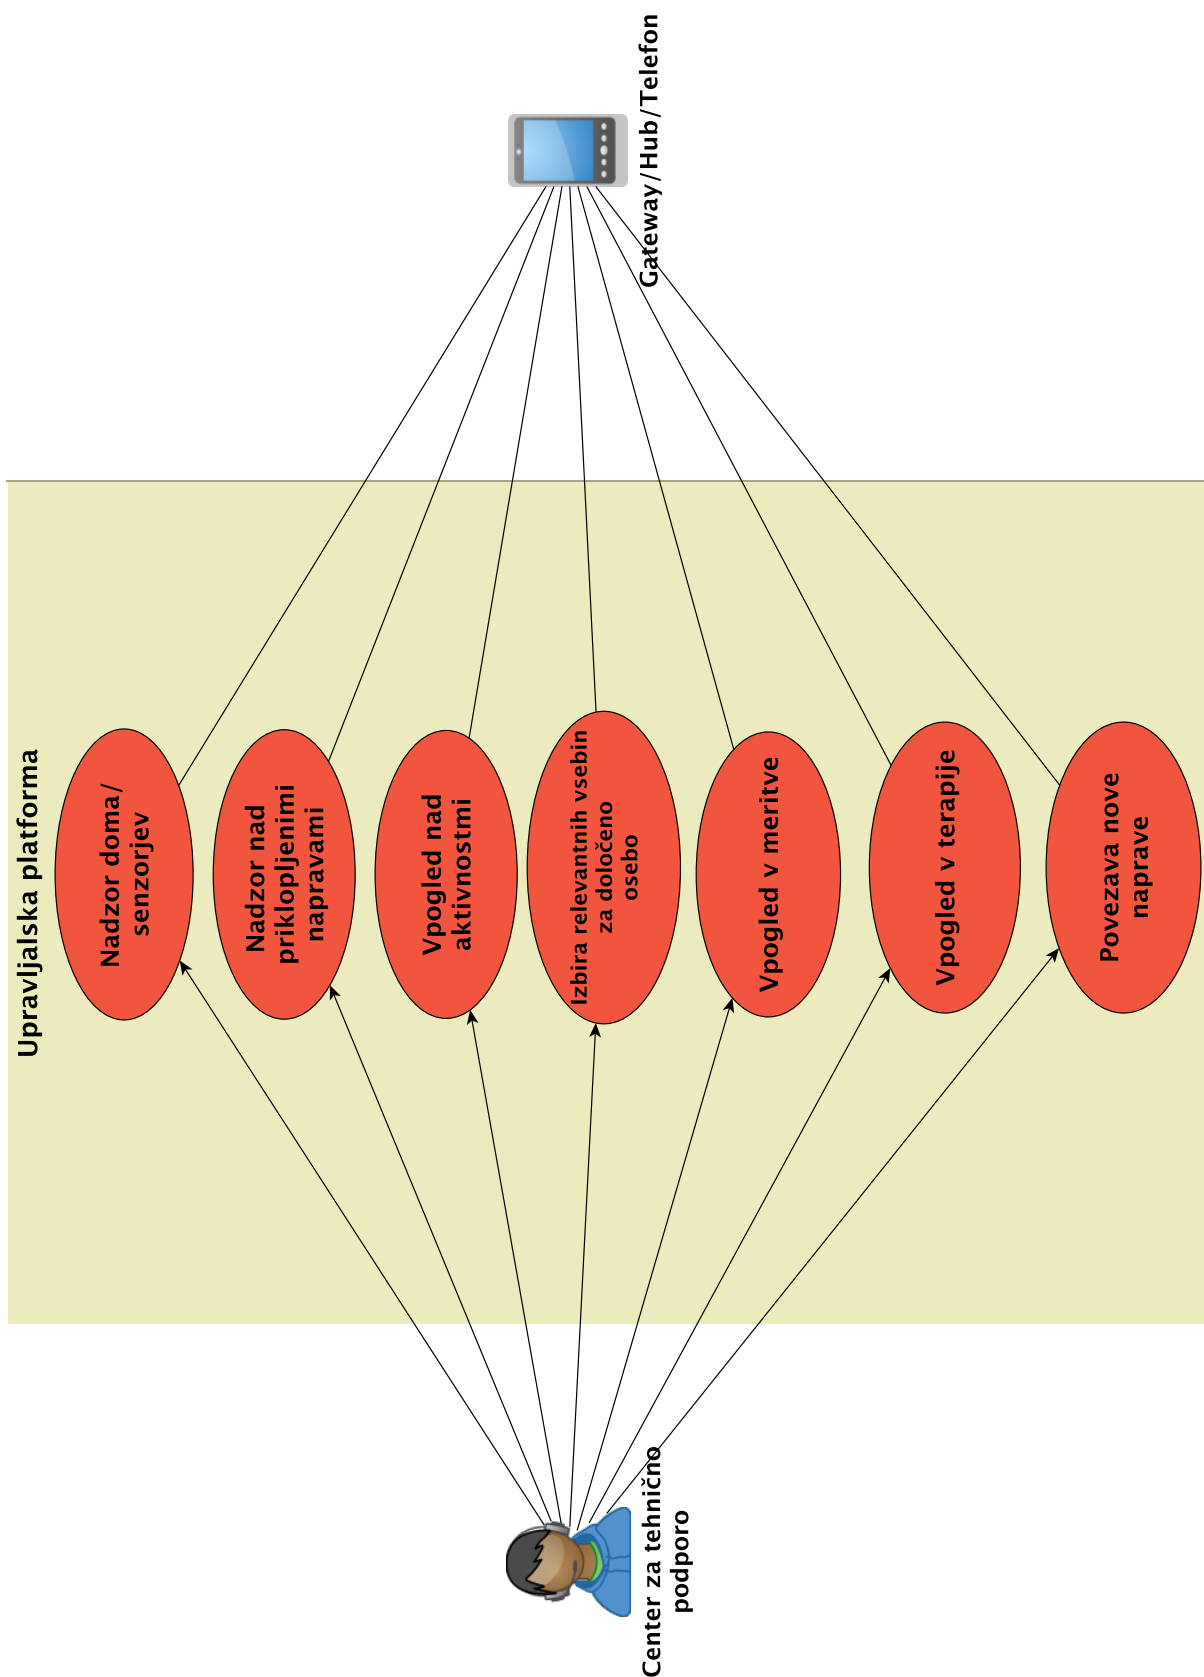 Upravljalska platforma
Nadzor doma/
senzorjev
Nadzor nad
priklopljenimi
napravami
Vpogled nad
aktivnostmi
Izbira relevantnih vsebin
za določeno
osebo
Vpogled v meritve
Vpogled v terapije
Povezava nove
naprave
Center za tehnično
podporo
Gateway/Hub/Telefon